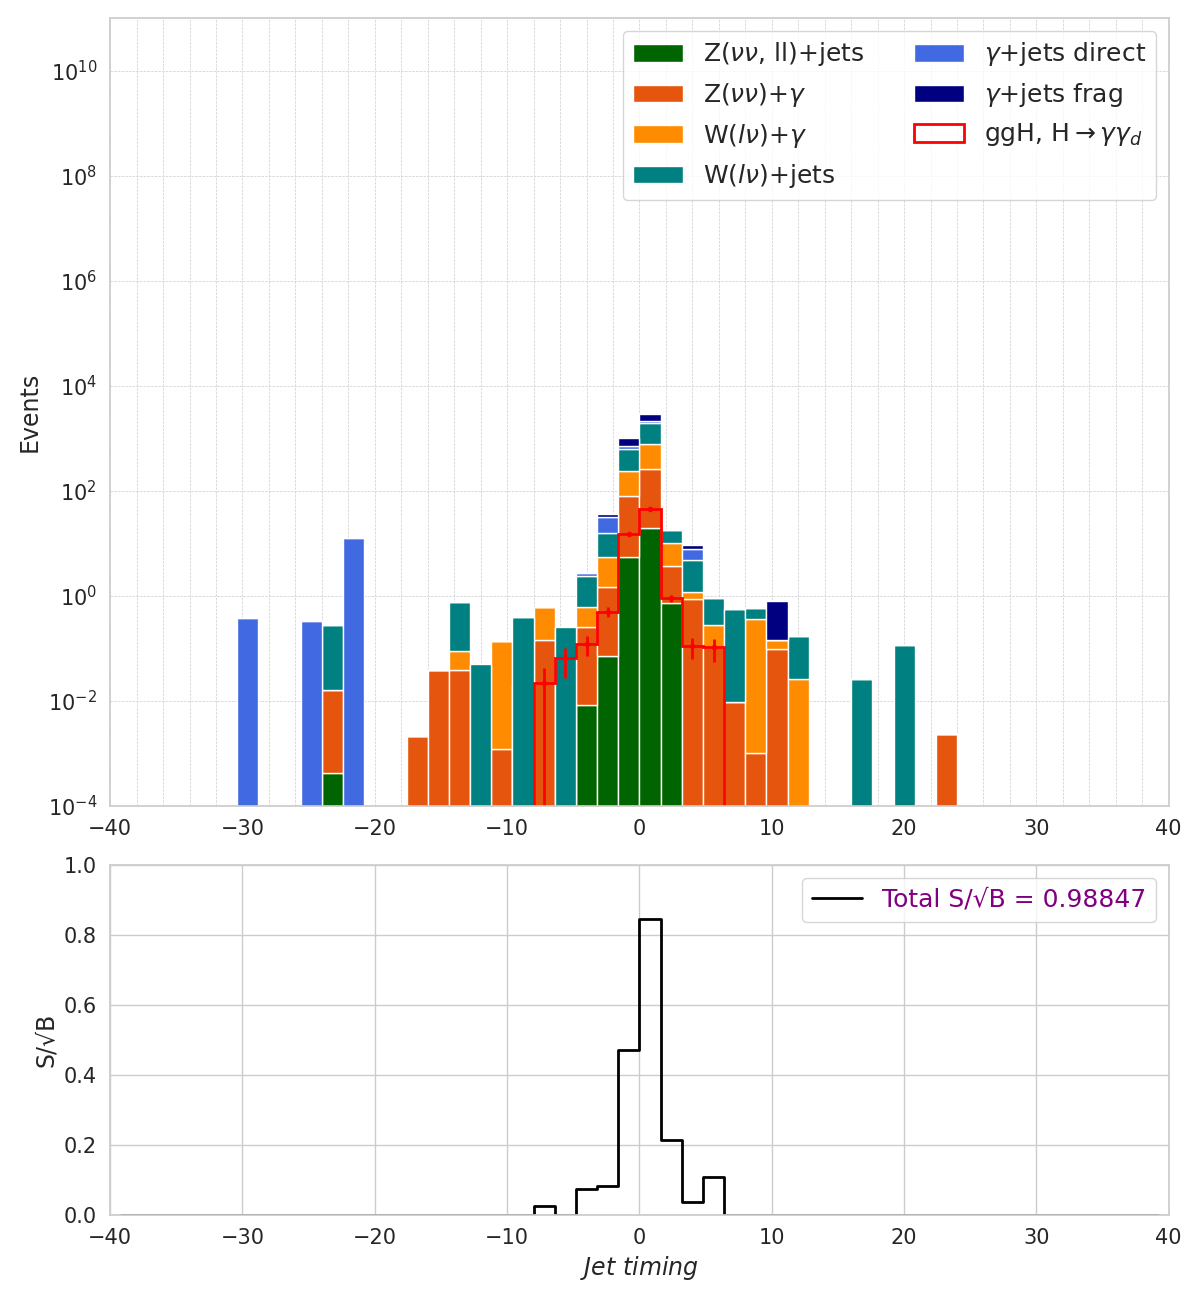 Z(νν, ll)+jets
Z(νν)+γ
W(lν)+γ
W(lν)+jets
γ+jets direct
γ+jets frag
ggH, H→γγ_d
Events
10^10
10^8
10^6
10^4
10^2
10^0
10^−2
10^−4
−40 −30 −20 −10 0 10 20 30 40
Total S/√B = 0.98847
S/√B
1.0
0.8
0.6
0.4
0.2
0.0
−40 −30 −20 −10 0 10 20 30 40
Jet timing